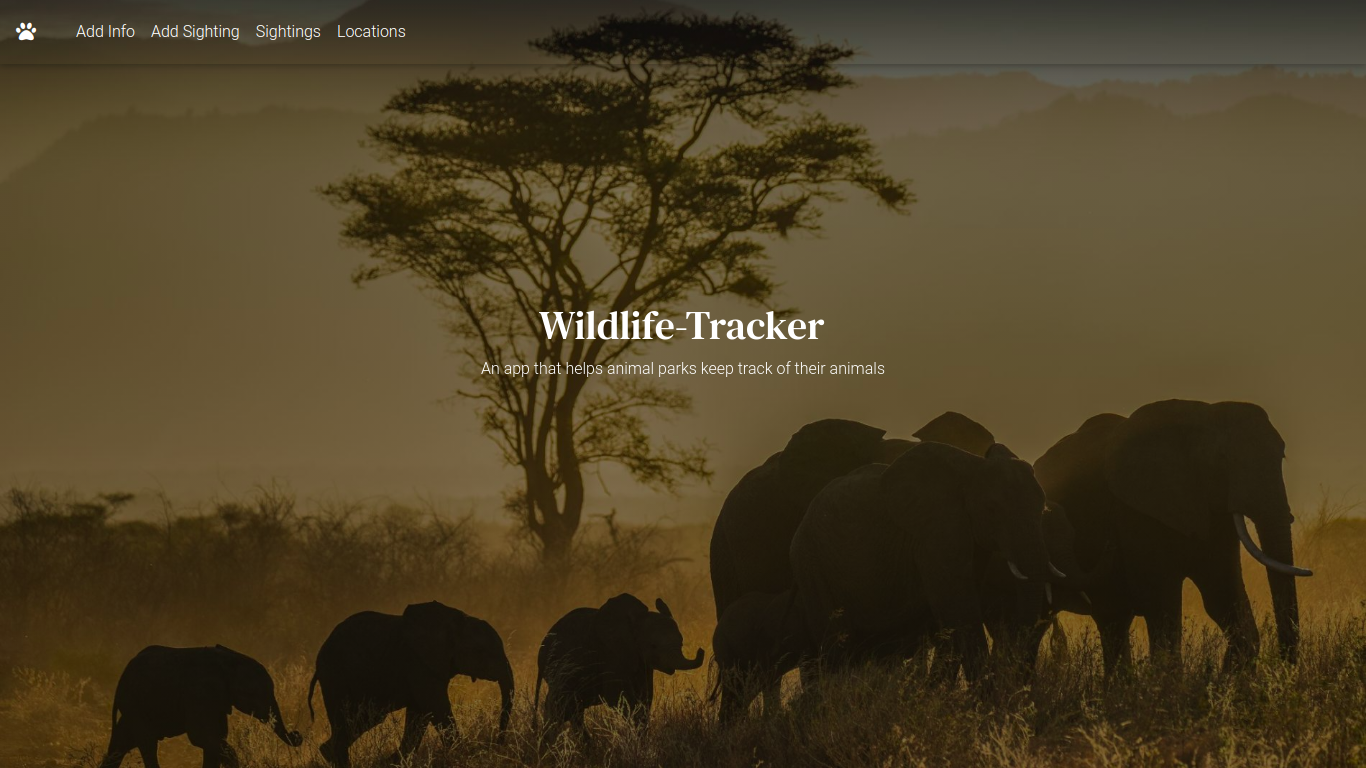 Add Info Add Sighting Sightings Locations
Wildlife-Tracker
An app that helps animal parks keep track of their animals